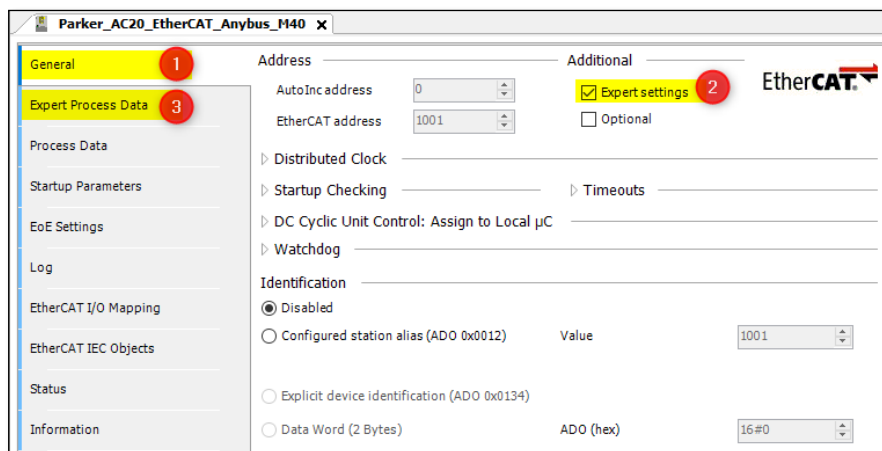 Parker_AC20_EtherCAT_Anybus_M40 x
General 1
Expert Process Data 3
Process Data
Startup Parameters
EoE Settings
Log
EtherCAT I/O Mapping
EtherCAT IEC Objects
Status
Information
Address
AutoInc address 0
EtherCAT address 1001
Additional
Expert settings 2
Optional
EtherCAT.
Distributed Clock
Startup Checking
Timeouts
DC Cyclic Unit Control: Assign to Local µC
Watchdog
Identification
Disabled
Configured station alias (ADO 0x0012) Value 1001
Explicit device identification (ADO 0x0134)
Data Word (2 Bytes) ADO (hex) 16#0